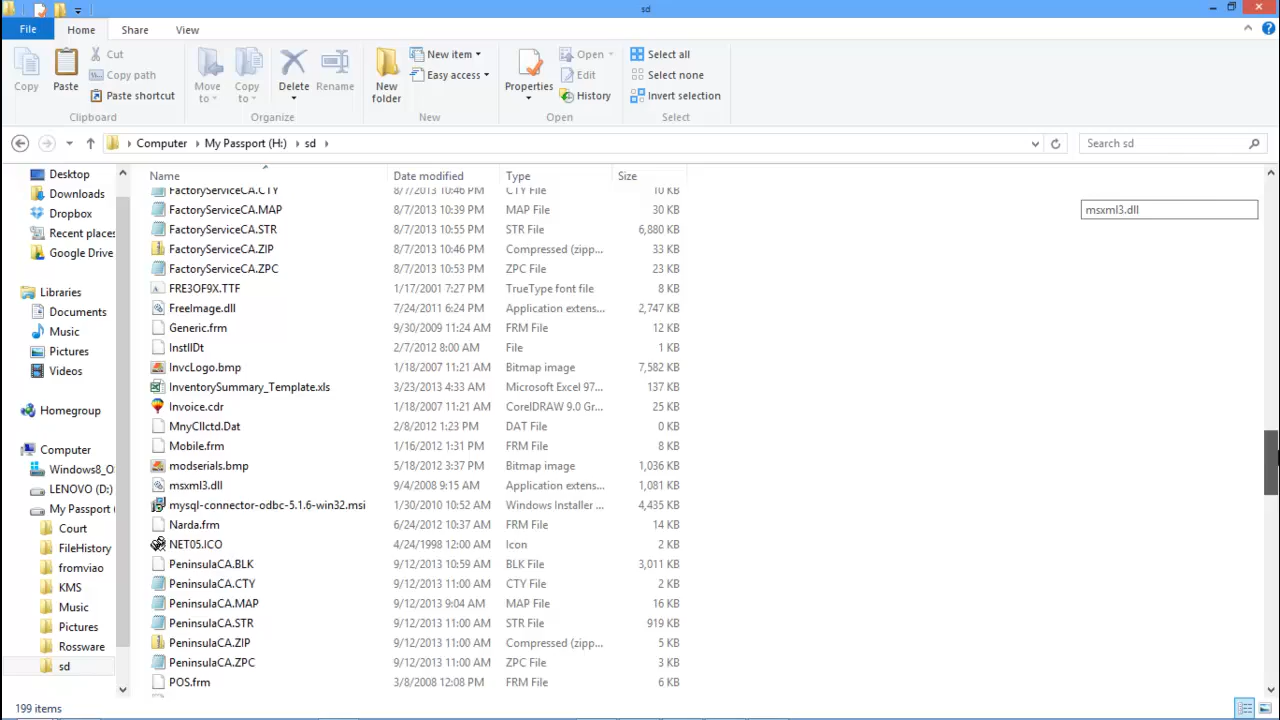 sd
File Home Share View
Copy
Paste
Cut
Copy path
Paste shortcut
Clipboard
Move to
Copy to
Delete
Rename
Organize
New folder
New item
Easy access
New
Properties
Open
Edit
History
Open
Select all
Select none
Invert selection
Select
Computer My Passport (H:) sd
Search sd
Desktop
Downloads
Dropbox
Recent places
Google Drive
Libraries
Documents
Music
Pictures
Videos
Homegroup
Computer
Windows8_O
LENOVO (D:)
My Passport (
Court
FileHistory
fromviao
KMS
Music
Pictures
Rossware
sd
Name Date modified Type Size
FactoryServiceCA.CTY 8/7/2013 10:46 PM CTY File 10 KB
FactoryServiceCA.MAP 8/7/2013 10:39 PM MAP File 30 KB
FactoryServiceCA.STR 8/7/2013 10:55 PM STR File 6,880 KB
FactoryServiceCA.ZIP 8/7/2013 10:46 PM Compressed (zipp... 33 KB
FactoryServiceCA.ZPC 8/7/2013 10:53 PM ZPC File 23 KB
FRE3OF9X.TTF 1/17/2001 7:27 PM TrueType font file 8 KB
FreeImage.dll 7/24/2011 6:24 PM Application extens... 2,747 KB
Generic.frm 9/30/2009 11:24 AM FRM File 12 KB
InstllDt 2/7/2012 8:00 AM File 1 KB
InvcLogo.bmp 1/18/2007 11:21 AM Bitmap image 7,582 KB
InventorySummary_Template.xls 3/23/2013 4:33 AM Microsoft Excel 97... 137 KB
Invoice.cdr 1/18/2007 11:21 AM CorelDRAW 9.0 Gr... 25 KB
MnyCllctd.Dat 2/8/2012 1:23 PM DAT File 0 KB
Mobile.frm 1/16/2012 1:31 PM FRM File 8 KB
modserials.bmp 5/18/2012 3:37 PM Bitmap image 1,036 KB
msxml3.dll 9/4/2008 9:15 AM Application extens... 1,081 KB
mysql-connector-odbc-5.1.6-win32.msi 1/30/2010 10:52 AM Windows Installer ... 4,435 KB
Narda.frm 6/24/2012 10:37 AM FRM File 14 KB
NET05.ICO 4/24/1998 12:00 AM Icon 2 KB
PeninsulaCA.BLK 9/12/2013 10:59 AM BLK File 3,011 KB
PeninsulaCA.CTY 9/12/2013 11:00 AM CTY File 2 KB
PeninsulaCA.MAP 9/12/2013 9:04 AM MAP File 16 KB
PeninsulaCA.STR 9/12/2013 11:00 AM STR File 919 KB
PeninsulaCA.ZIP 9/12/2013 11:00 AM Compressed (zipp... 5 KB
PeninsulaCA.ZPC 9/12/2013 11:00 AM ZPC File 3 KB
POS.frm 3/8/2008 12:08 PM FRM File 6 KB
msxml3.dll
199 items